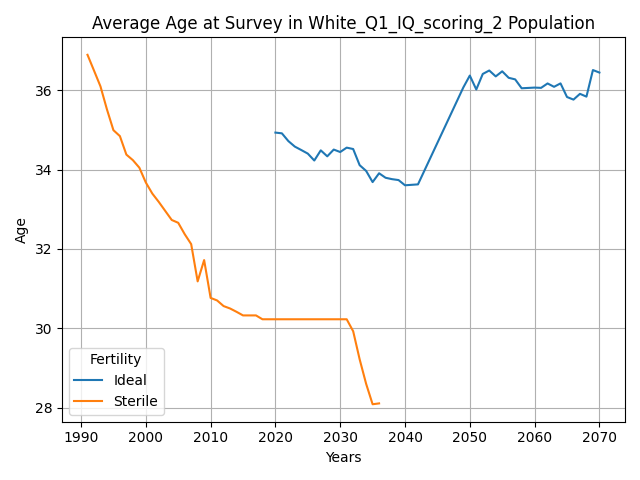 Average Age at Survey in White_Q1_IQ_scoring_2 Population
Age
36
34
32
30
28
Fertility
Ideal
Sterile
1990 2000 2010 2020 2030 2040 2050 2060 2070
Years